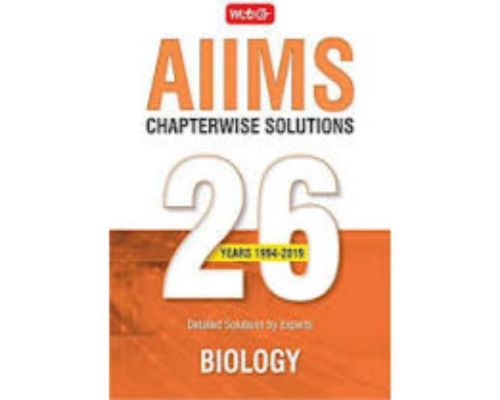 mtG
AIIMS
CHAPTERWISE SOLUTIONS
26
YEARS 1994-2019
Detailed Solutions by Experts
BIOLOGY